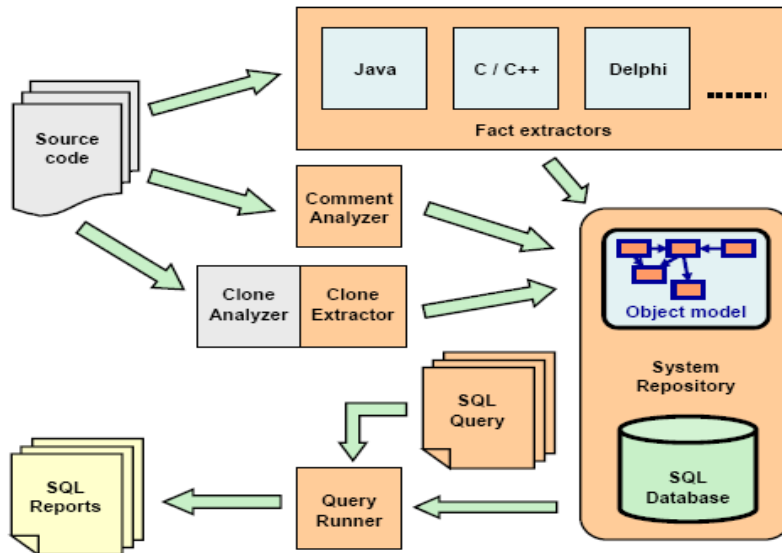 Java
C / C++
Delphi
Fact extractors
Source
code
Comment
Analyzer
Clone
Analyzer
Clone
Extractor
Object model
System
Repository
SQL
Query
SQL
Database
SQL
Reports
Query
Runner